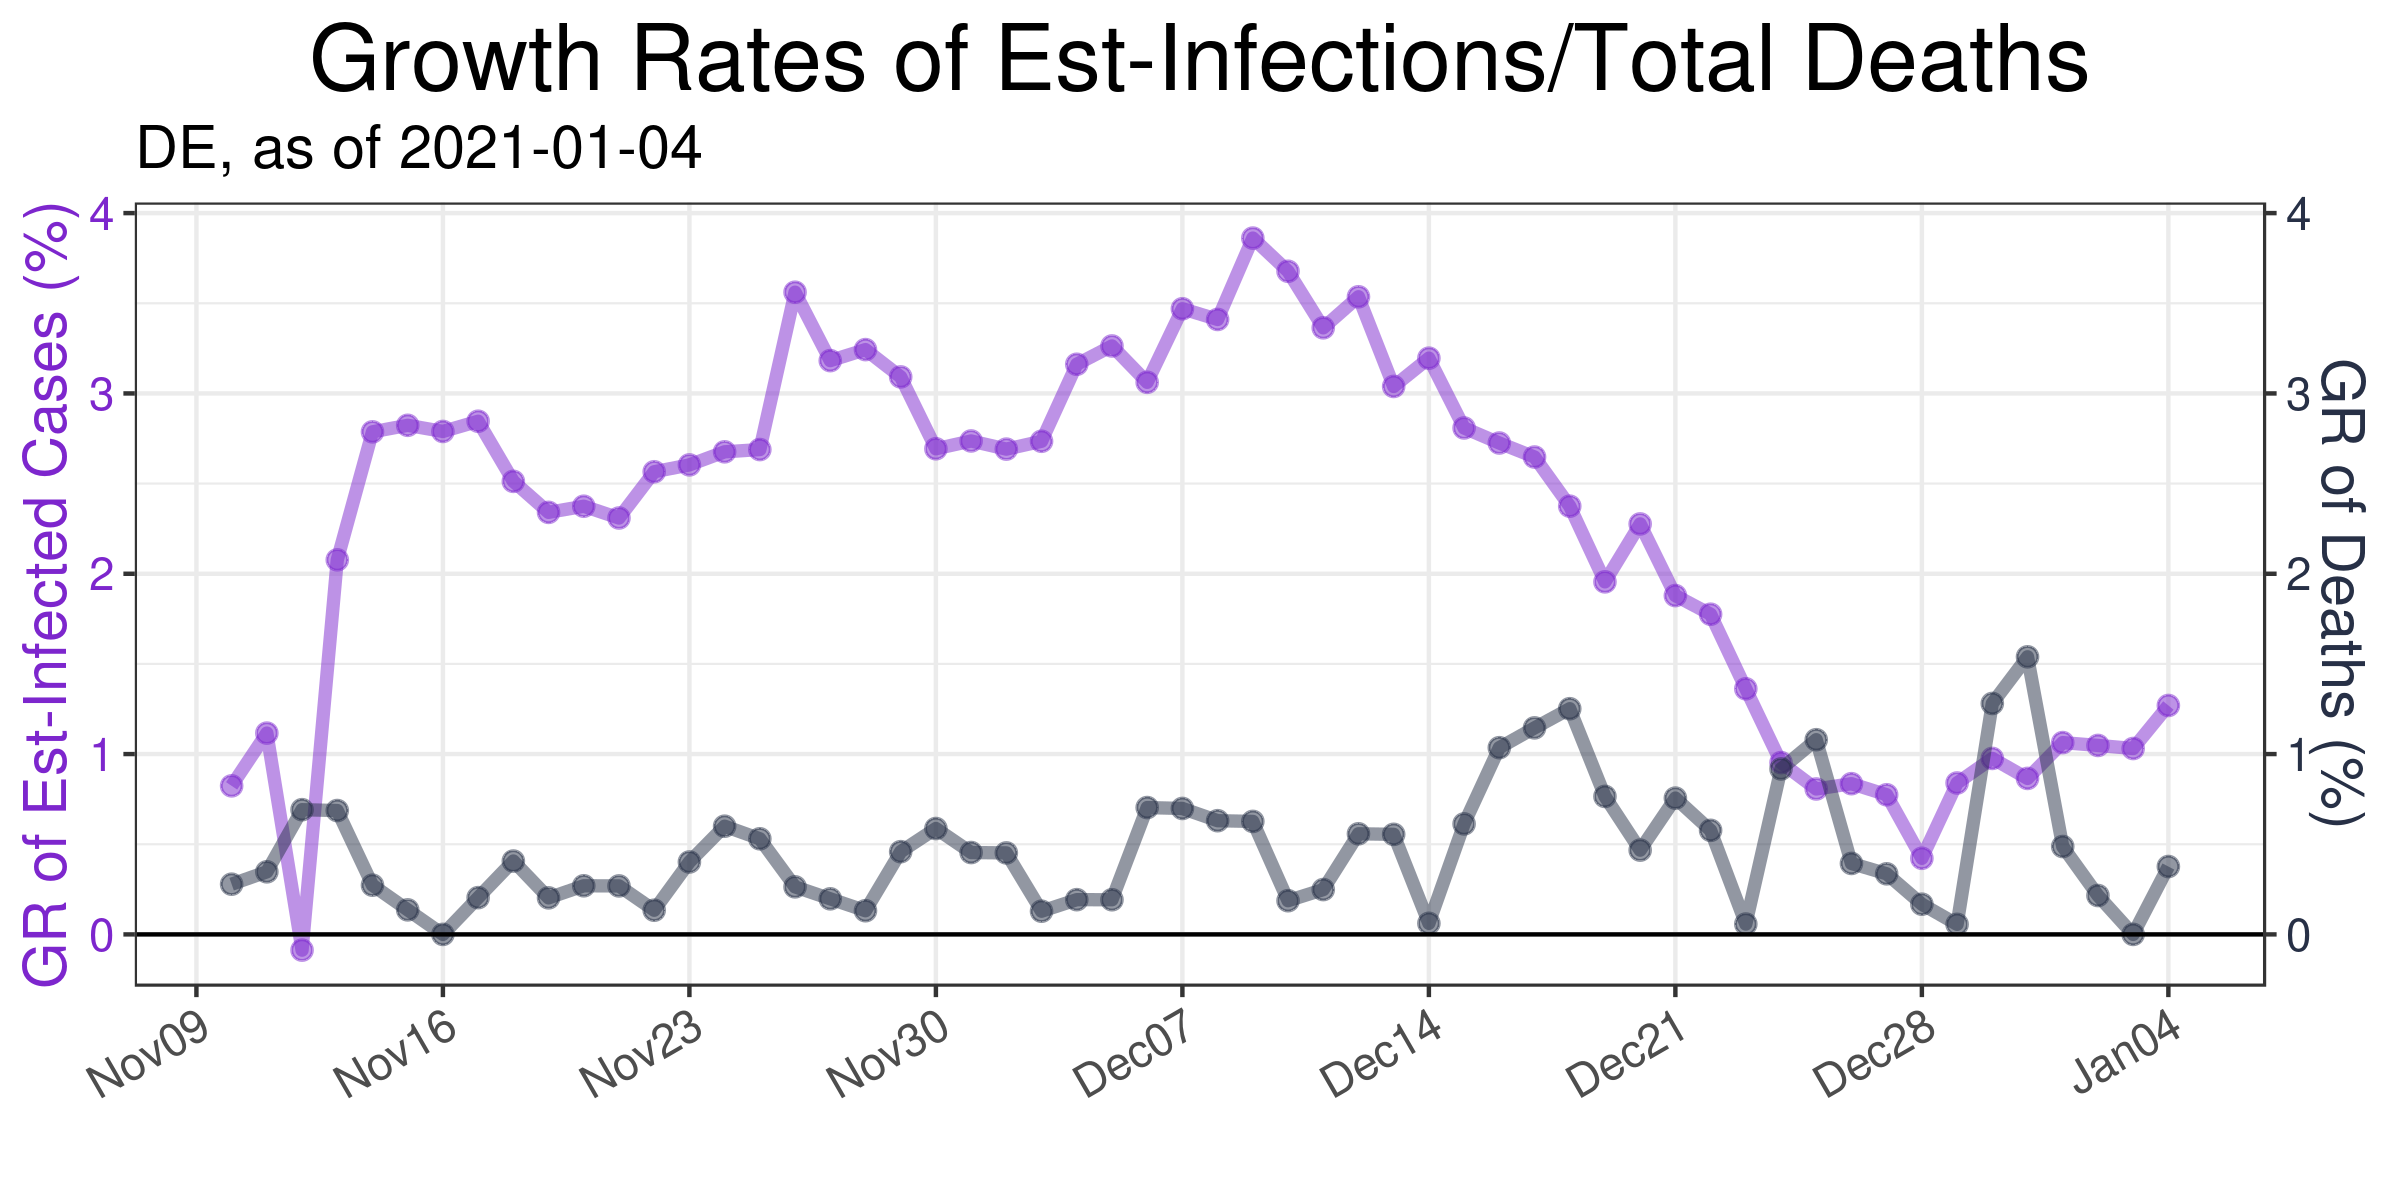 Growth Rates of Est-Infections/Total Deaths
DE, as of 2021-01-04
GR of Est-Infected Cases (%)
4
3
2
1
0
4
3
2
1
0
GR of Deaths (%)
Nov09
Nov16
Nov23
Nov30
Dec07
Dec14
Dec21
Dec28
Jan04